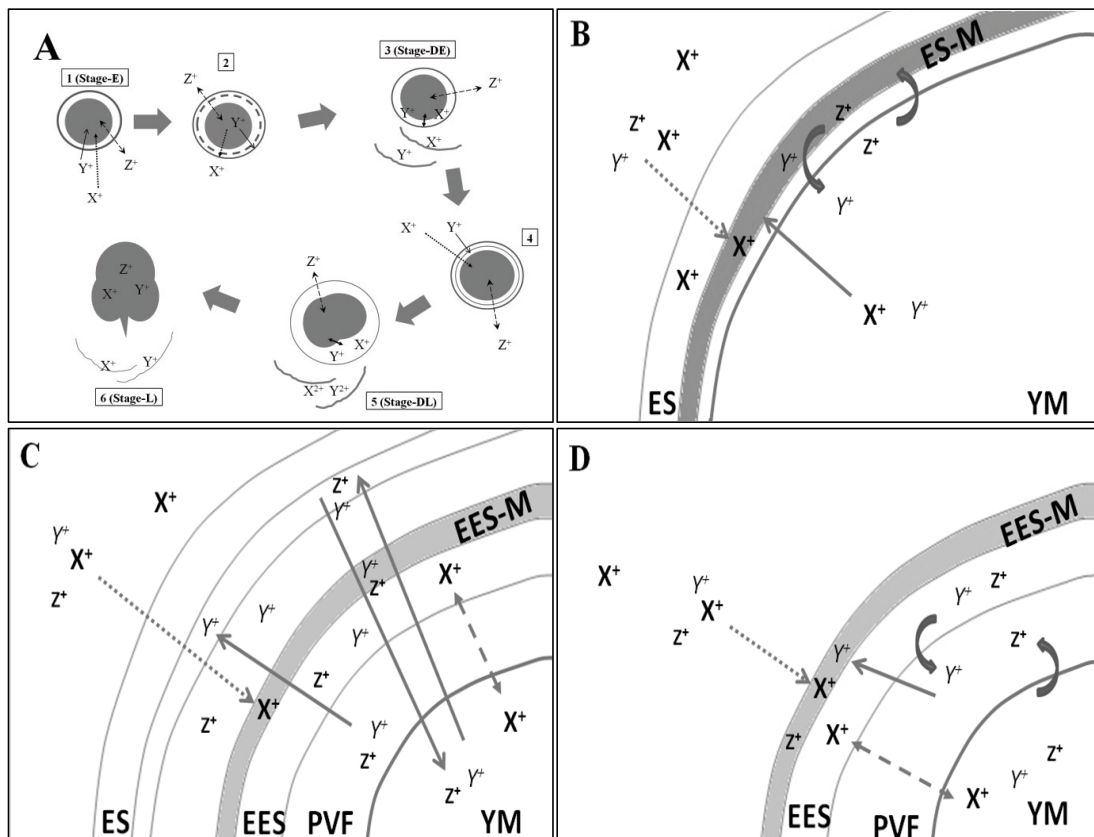 A
1 (Stage-E)
Z⁺
Y⁺
X⁺
2
Z⁺
Y⁺
X⁺
3 (Stage-DE)
Z⁺
Y⁺ X⁺
X⁺
Y⁺
4
X⁺ Y⁺
Z⁺
Z⁺
X⁺
Y⁺
X²⁺ Y²⁺
5 (Stage-DL)
Z⁺
X⁺ Y⁺
X⁺ Y⁺
6 (Stage-L)
B
ES-M
X⁺
Z⁺
X⁺
Y⁺
Z⁺
Z⁺
Y⁺
Y⁺
X⁺
X⁺
X⁺ Y⁺
ES
YM
C
EES-M
X⁺
Z⁺
Y⁺
Y⁺
X⁺
Z⁺
Y⁺
Z⁺
X⁺
Y⁺
Y⁺
Y⁺
Z⁺
X⁺
Z⁺
Y⁺
Z⁺
X⁺
Y⁺
Z⁺
ES EES PVF YM
D
EES-M
X⁺
Y⁺
X⁺
Z⁺
Z⁺
Y⁺
Z⁺
Y⁺
Y⁺
X⁺
X⁺
Z⁺
Z⁺
Y⁺
X⁺
EES PVF YM